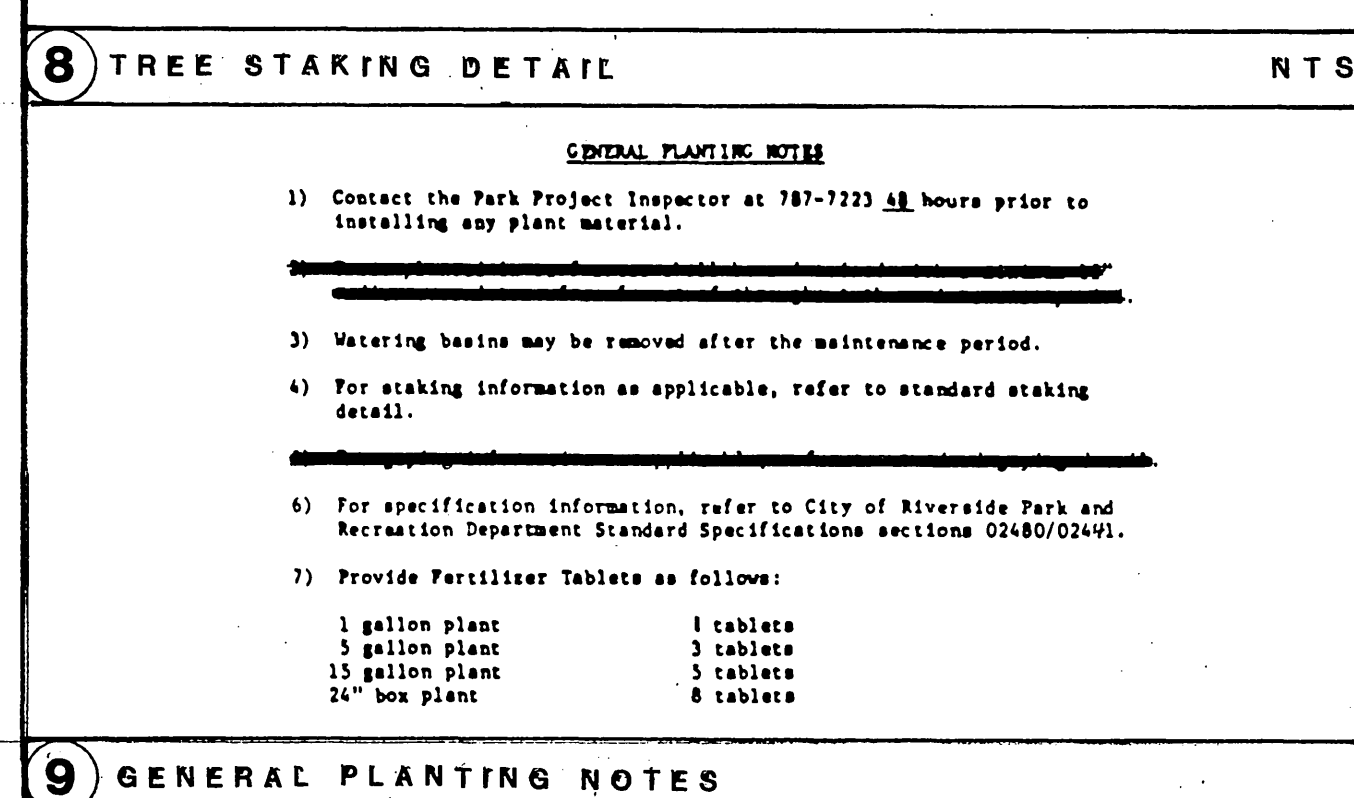 8 TREE STAKING DETAIL NTS
GENERAL PLANTING NOTES
1) Contact the Park Project Inspector at 787-7223 48 hours prior to
installing any plant material.
3) Watering basins may be removed after the maintenance period.
4) For staking information as applicable, refer to standard staking
detail.
6) For specification information, refer to City of Riverside Park and
Recreation Department Standard Specifications sections 02480/02441.
7) Provide Fertilizer Tablets as follows:
1 gallon plant 1 tablets
5 gallon plant 3 tablets
15 gallon plant 5 tablets
24" box plant 8 tablets
9 GENERAL PLANTING NOTES